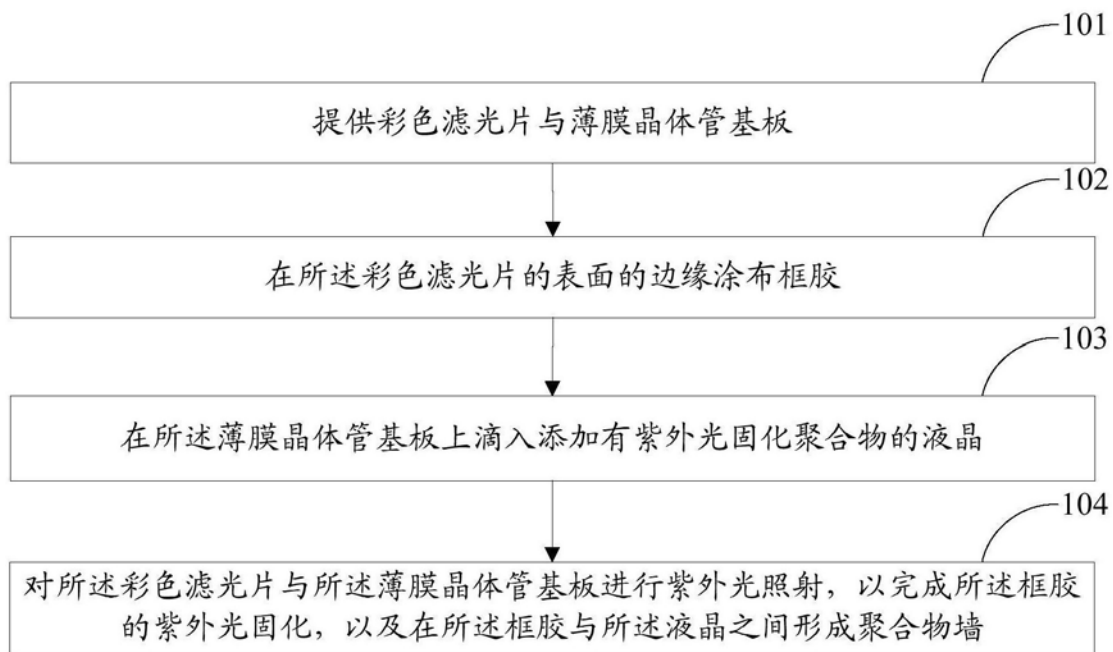 101
提供彩色滤光片与薄膜晶体管基板
102
在所述彩色滤光片的表面的边缘涂布框胶
103
在所述薄膜晶体管基板上滴入添加有紫外光固化聚合物的液晶
104
对所述彩色滤光片与所述薄膜晶体管基板进行紫外光照射，以完成所述框胶
的紫外光固化，以及在所述框胶与所述液晶之间形成聚合物墙